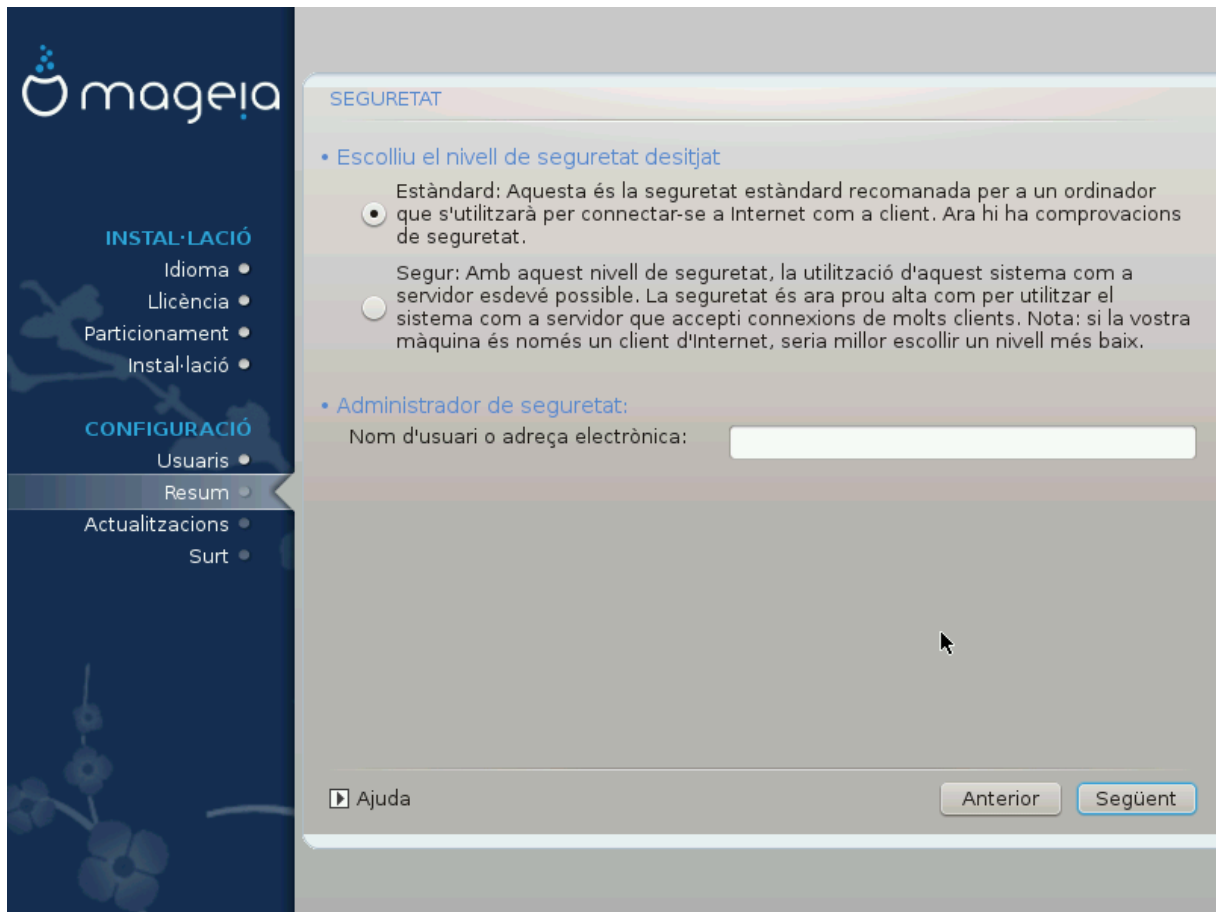 mageia
INSTAL·LACIÓ
Idioma
Llicència
Particionament
Instal·lació
CONFIGURACIÓ
Usuaris
Resum
Actualitzacions
Surt
SEGURETAT
• Escolliu el nivell de seguretat desitjat
Estàndard: Aquesta és la seguretat estàndard recomanada per a un ordinador
que s'utilitzarà per connectar-se a Internet com a client. Ara hi ha comprovacions
de seguretat.
Segur: Amb aquest nivell de seguretat, la utilització d'aquest sistema com a
servidor esdevé possible. La seguretat és ara prou alta com per utilitzar el
sistema com a servidor que accepti connexions de molts clients. Nota: si la vostra
màquina és només un client d'Internet, seria millor escollir un nivell més baix.
• Administrador de seguretat:
Nom d'usuari o adreça electrònica:
Ajuda
Anterior
Següent